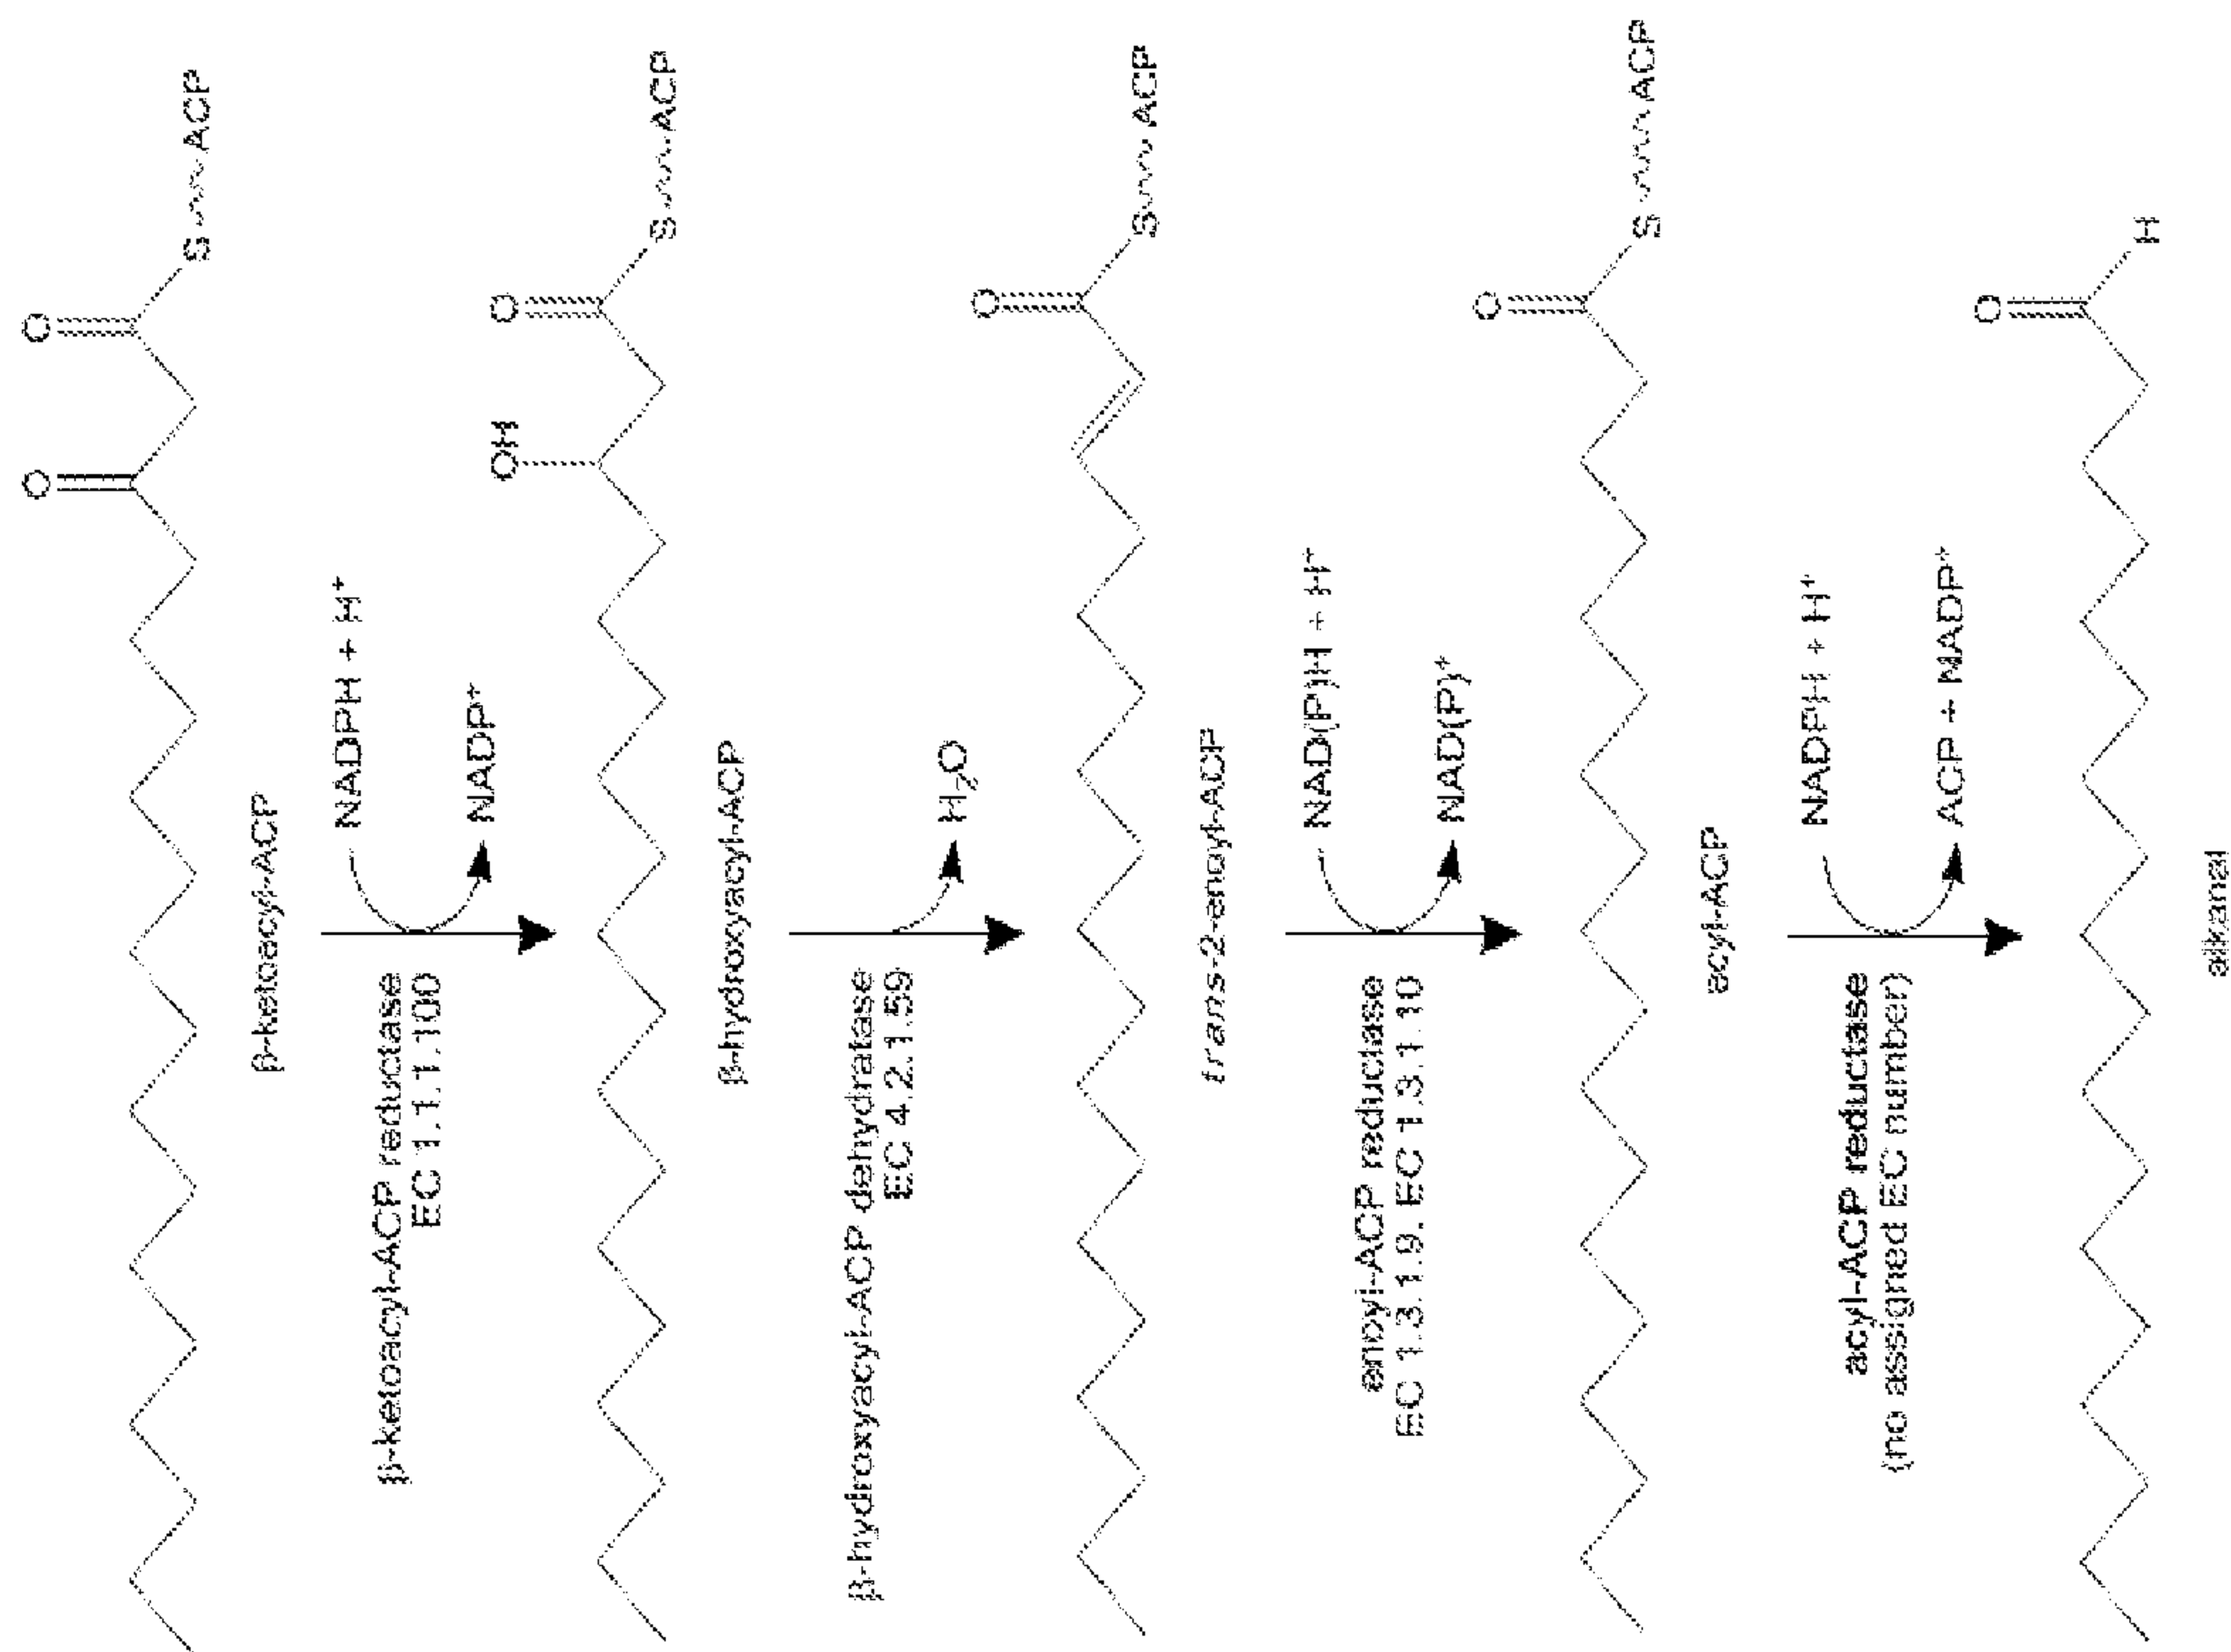 O
O
S
ACP
β-ketoacyl-ACP
β-ketoacyl-ACP reductase
EC 1.1.1.100
NADPH + H⁺
NADP⁺
OH
O
S
ACP
β-hydroxyacyl-ACP
β-hydroxyacyl-ACP dehydratase
EC 4.2.1.59
H₂O
O
S
ACP
trans-2-enoyl-ACP
enoyl-ACP reductase
EC 1.3.1.9. EC 1.3.1.10
NAD(P)H + H⁺
NAD(P)⁺
O
S
ACP
acyl-ACP
acyl-ACP reductase
(no assigned EC number)
NADPH + H⁺
ACP + NADP⁺
O
H
alkanal